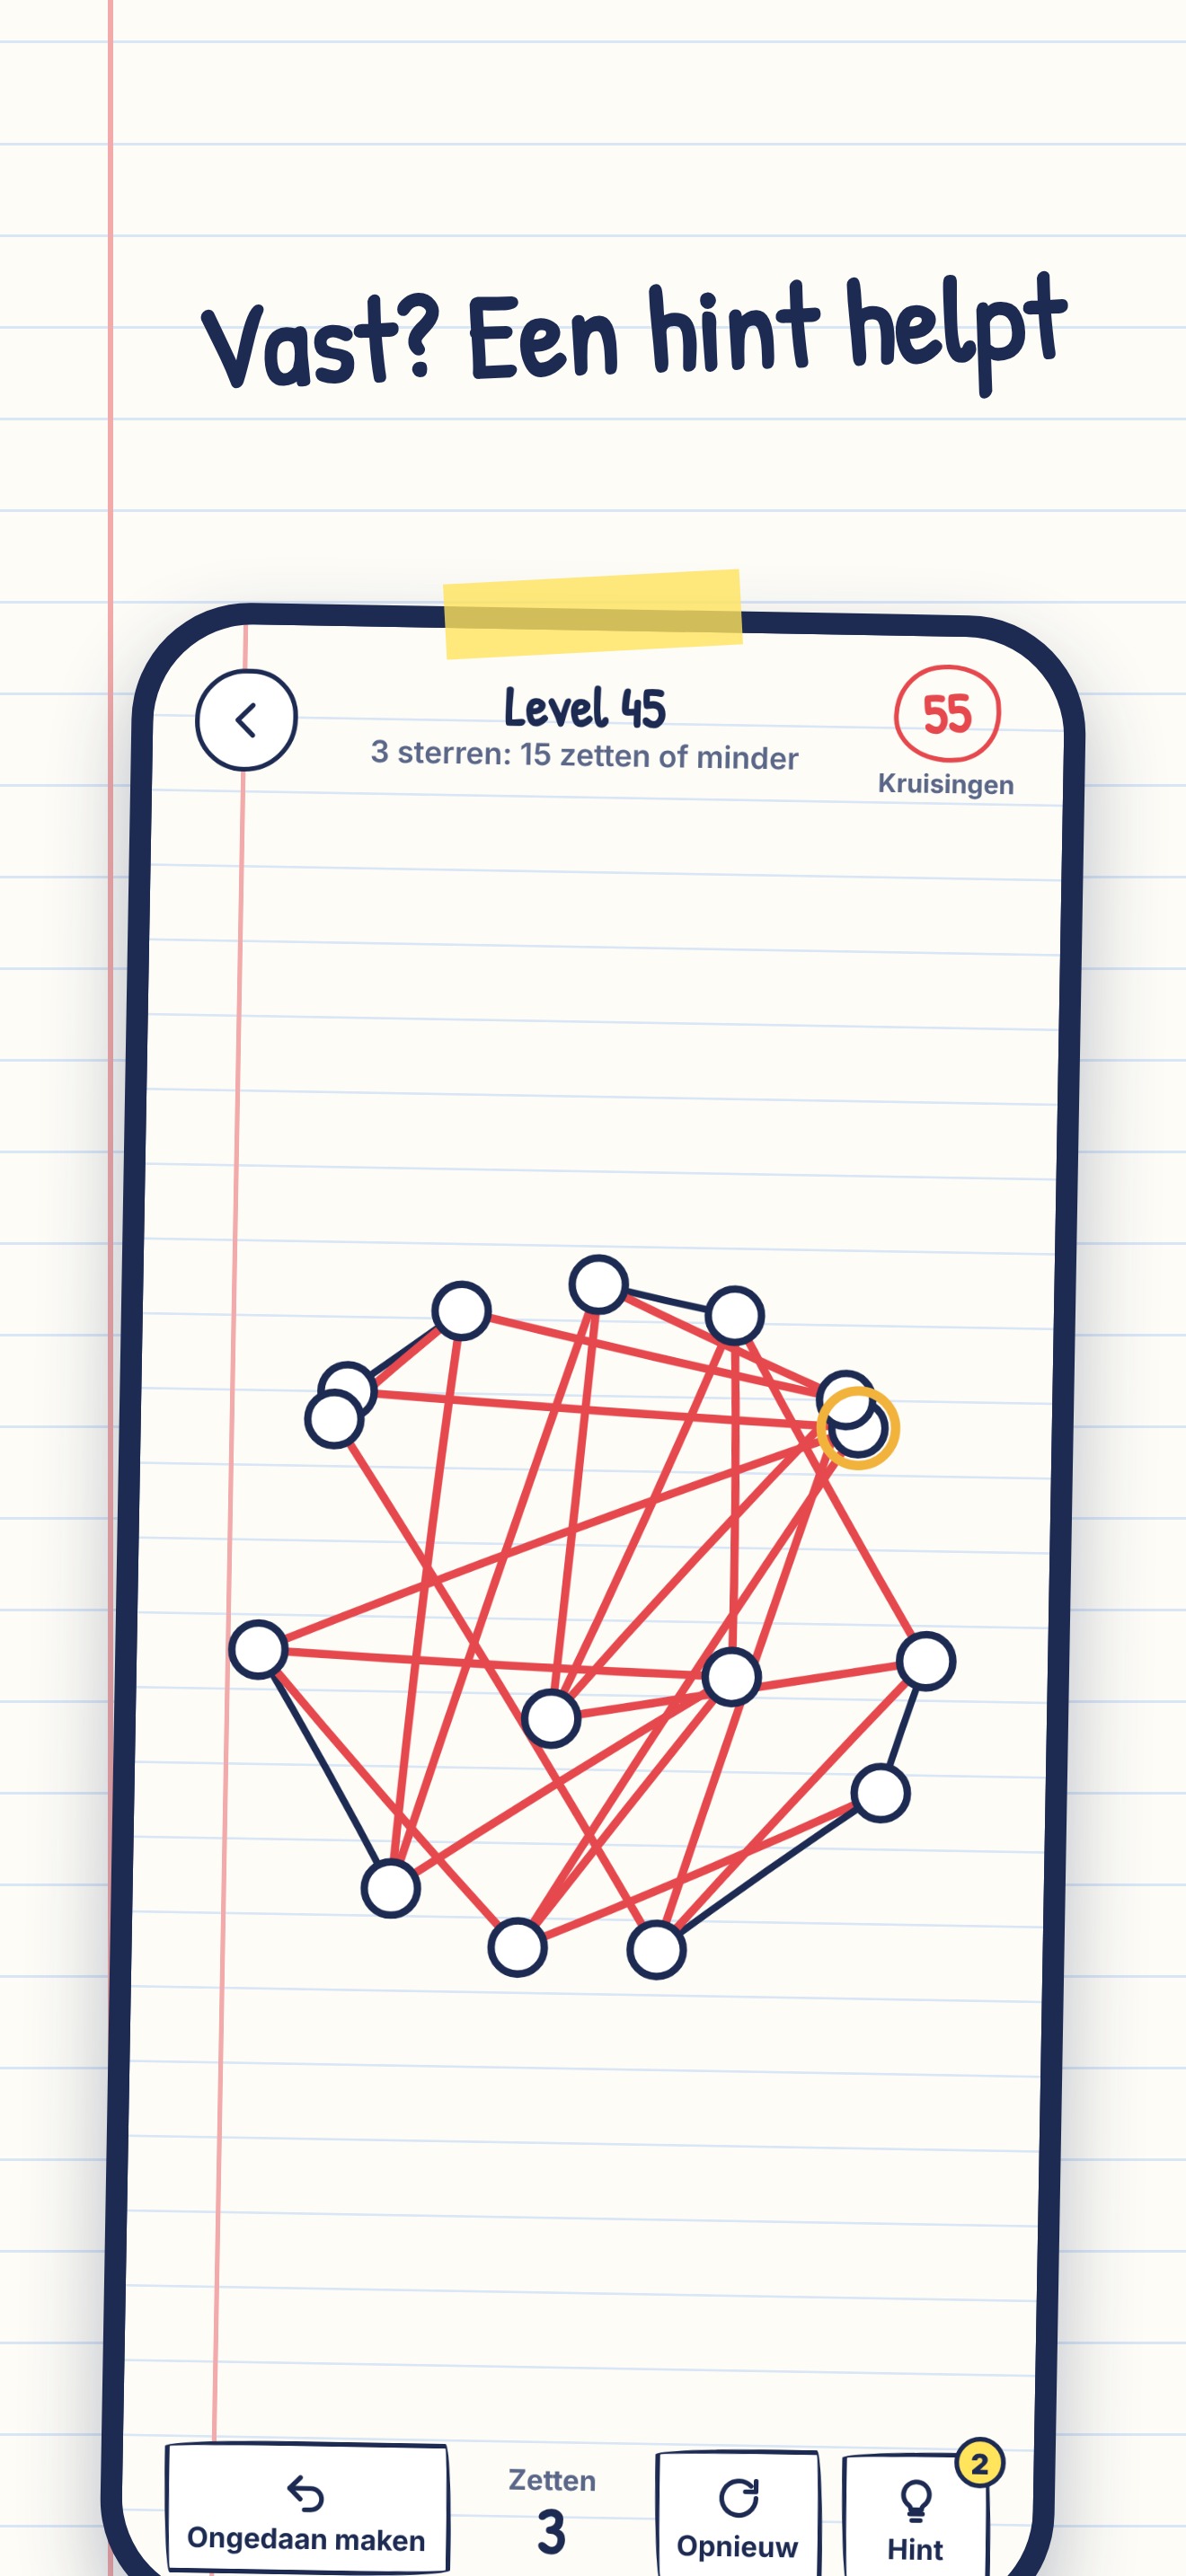 Vast? Een hint helpt
Level 45
3 sterren: 15 zetten of minder
55
Kruisingen
Ongedaan maken
Zetten
3
Opnieuw
2
Hint